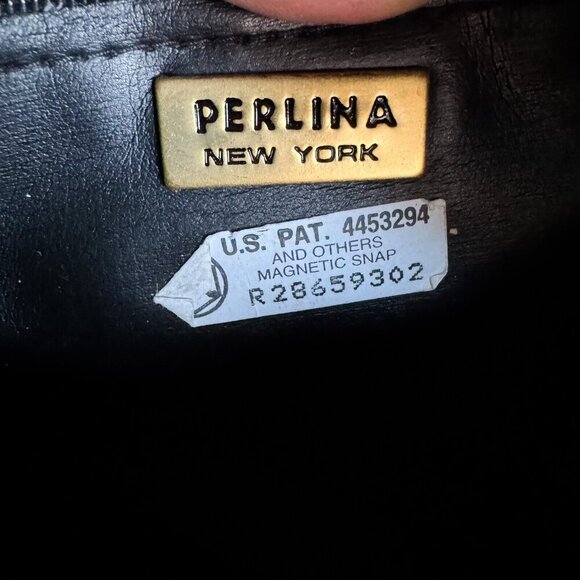 PERLINA
NEW YORK
U.S. PAT. 4453294
AND OTHERS
MAGNETIC SNAP
R28659302